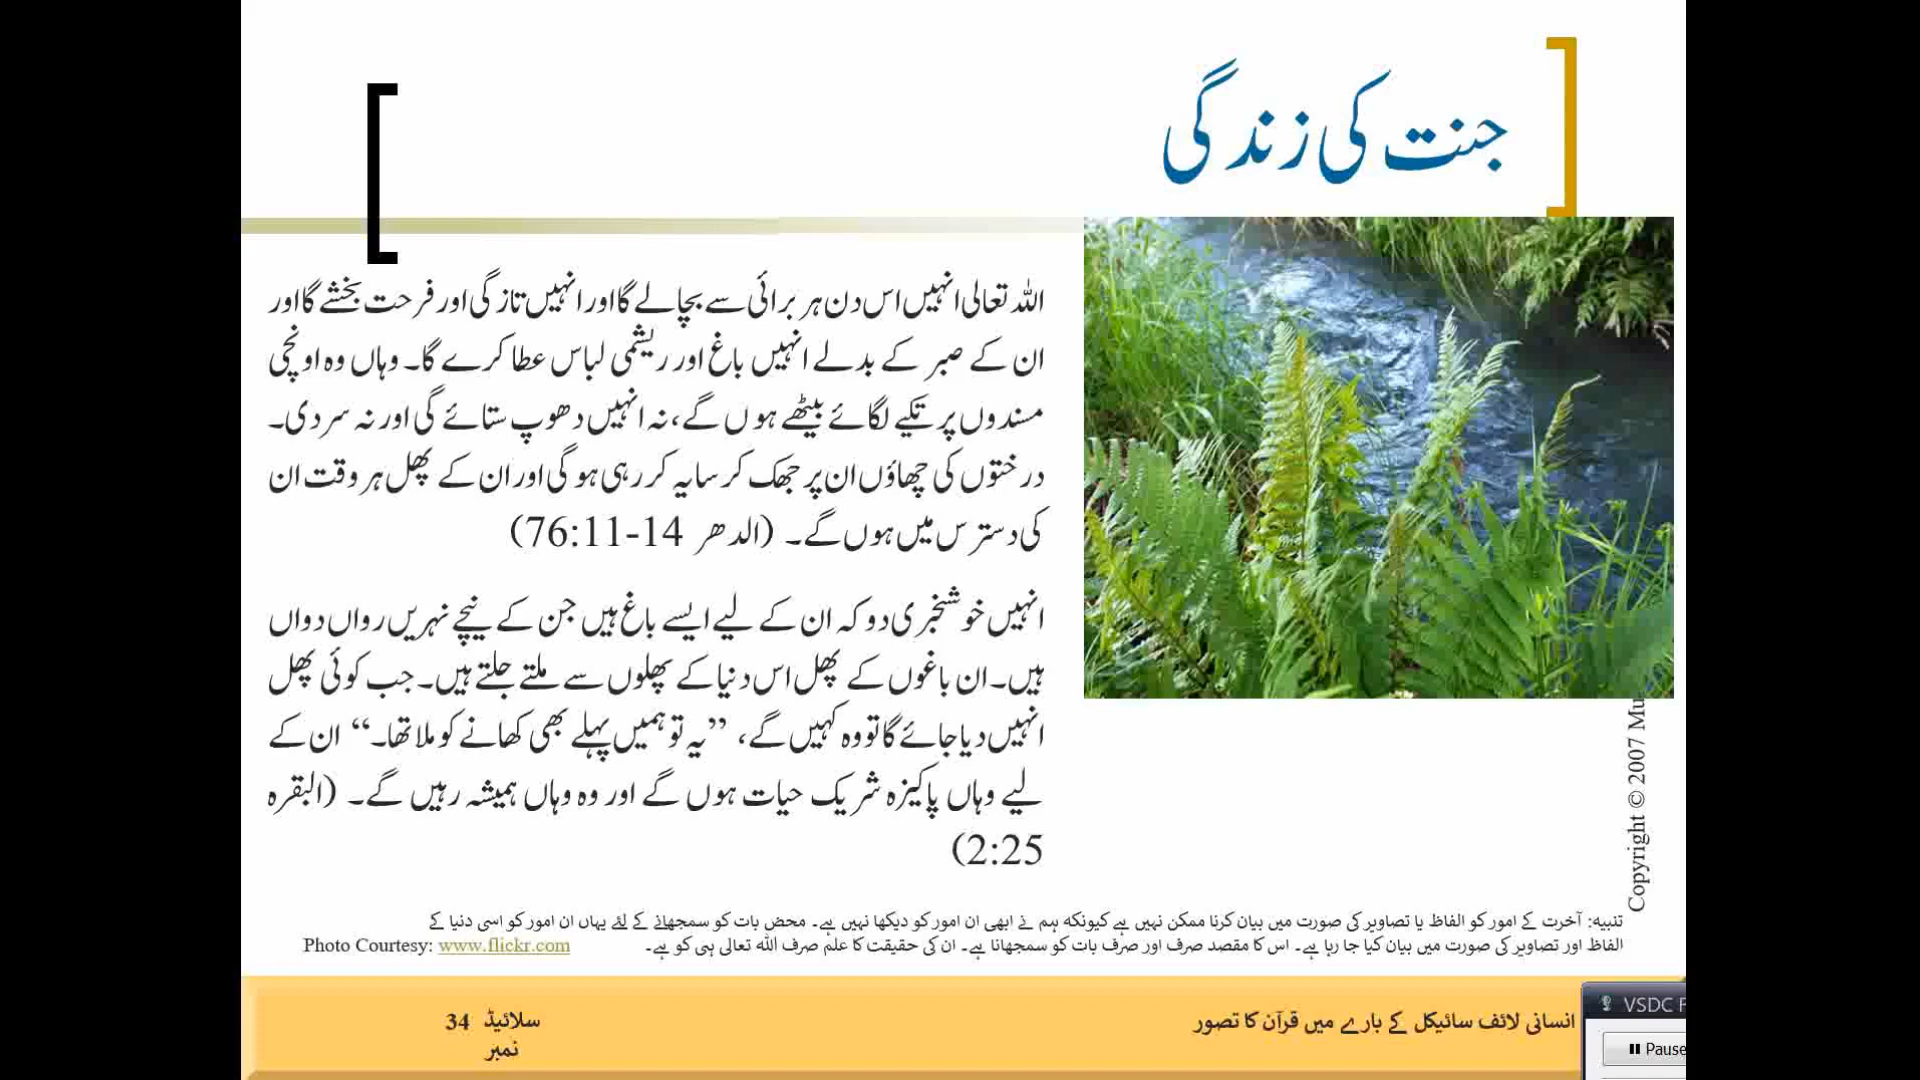 جنت کی زندگی
اللہ تعالی انہیں اس دن ہر برائی سے بچا لے گا اور انہیں تازگی اور فرحت بخشے گا اور
ان کے صبر کے بدلے انہیں باغ اور ریشمی لباس عطا کرے گا۔ وہاں وہ اونچی
مسندوں پر تکیے لگائے بیٹھے ہوں گے، نہ انہیں دھوپ ستائے گی اور نہ سردی۔
درختوں کی چھاؤں ان پر جھک کر سایہ کر رہی ہو گی اور ان کے پھل ہر وقت ان
کی دسترس میں ہوں گے۔ (الدھر 14-76:11)
انہیں خوشخبری دو کہ ان کے لیے ایسے باغ ہیں جن کے نیچے نہریں رواں دواں
ہیں۔ ان باغوں کے پھل اس دنیا کے پھلوں سے ملتے جلتے ہیں۔ جب کوئی پھل
انہیں دیا جائے گا تو وہ کہیں گے، ”یہ تو ہمیں پہلے بھی کھانے کو ملا تھا۔“ ان کے
لیے وہاں پاکیزہ شریک حیات ہوں گے اور وہ وہاں ہمیشہ رہیں گے۔ (البقرہ
2:25)
Copyright © 2007 Mu
تنبیہ: آخرت کے امور کو الفاظ یا تصاویر کی صورت میں بیان کرنا ممکن نہیں ہے کیونکہ ہم نے ابھی ان امور کو دیکھا نہیں ہے۔ محض بات کو سمجھانے کے لئے یہاں ان امور کو اسی دنیا کے
الفاظ اور تصاویر کی صورت میں بیان کیا جا رہا ہے۔ اس کا مقصد صرف اور صرف بات کو سمجھانا ہے۔ ان کی حقیقت کا علم صرف اللہ تعالی ہی کو ہے۔
Photo Courtesy: www.flickr.com
انسانی لائف سائیکل کے بارے میں قرآن کا تصور
سلائیڈ 34
نمبر
VSDC F
Pause